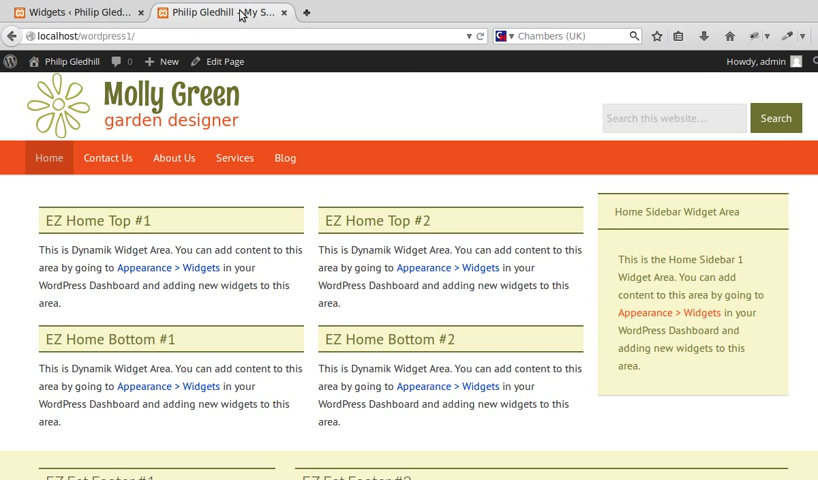 Widgets ‹ Philip Gled...
Philip Gledhill - My S...
localhost/wordpress1/
Chambers (UK)
Philip Gledhill
0
New
Edit Page
Howdy, admin
Molly Green
garden designer
Search this website...
Search
Home
Contact Us
About Us
Services
Blog
EZ Home Top #1
This is Dynamik Widget Area. You can add content to this
area by going to Appearance > Widgets in your
WordPress Dashboard and adding new widgets to this
area.
EZ Home Top #2
This is Dynamik Widget Area. You can add content to this
area by going to Appearance > Widgets in your
WordPress Dashboard and adding new widgets to this
area.
Home Sidebar Widget Area
This is the Home Sidebar 1
Widget Area. You can add
content to this area by going to
Appearance > Widgets in your
WordPress Dashboard and
adding new widgets to this
area.
EZ Home Bottom #1
This is Dynamik Widget Area. You can add content to this
area by going to Appearance > Widgets in your
WordPress Dashboard and adding new widgets to this
area.
EZ Home Bottom #2
This is Dynamik Widget Area. You can add content to this
area by going to Appearance > Widgets in your
WordPress Dashboard and adding new widgets to this
area.